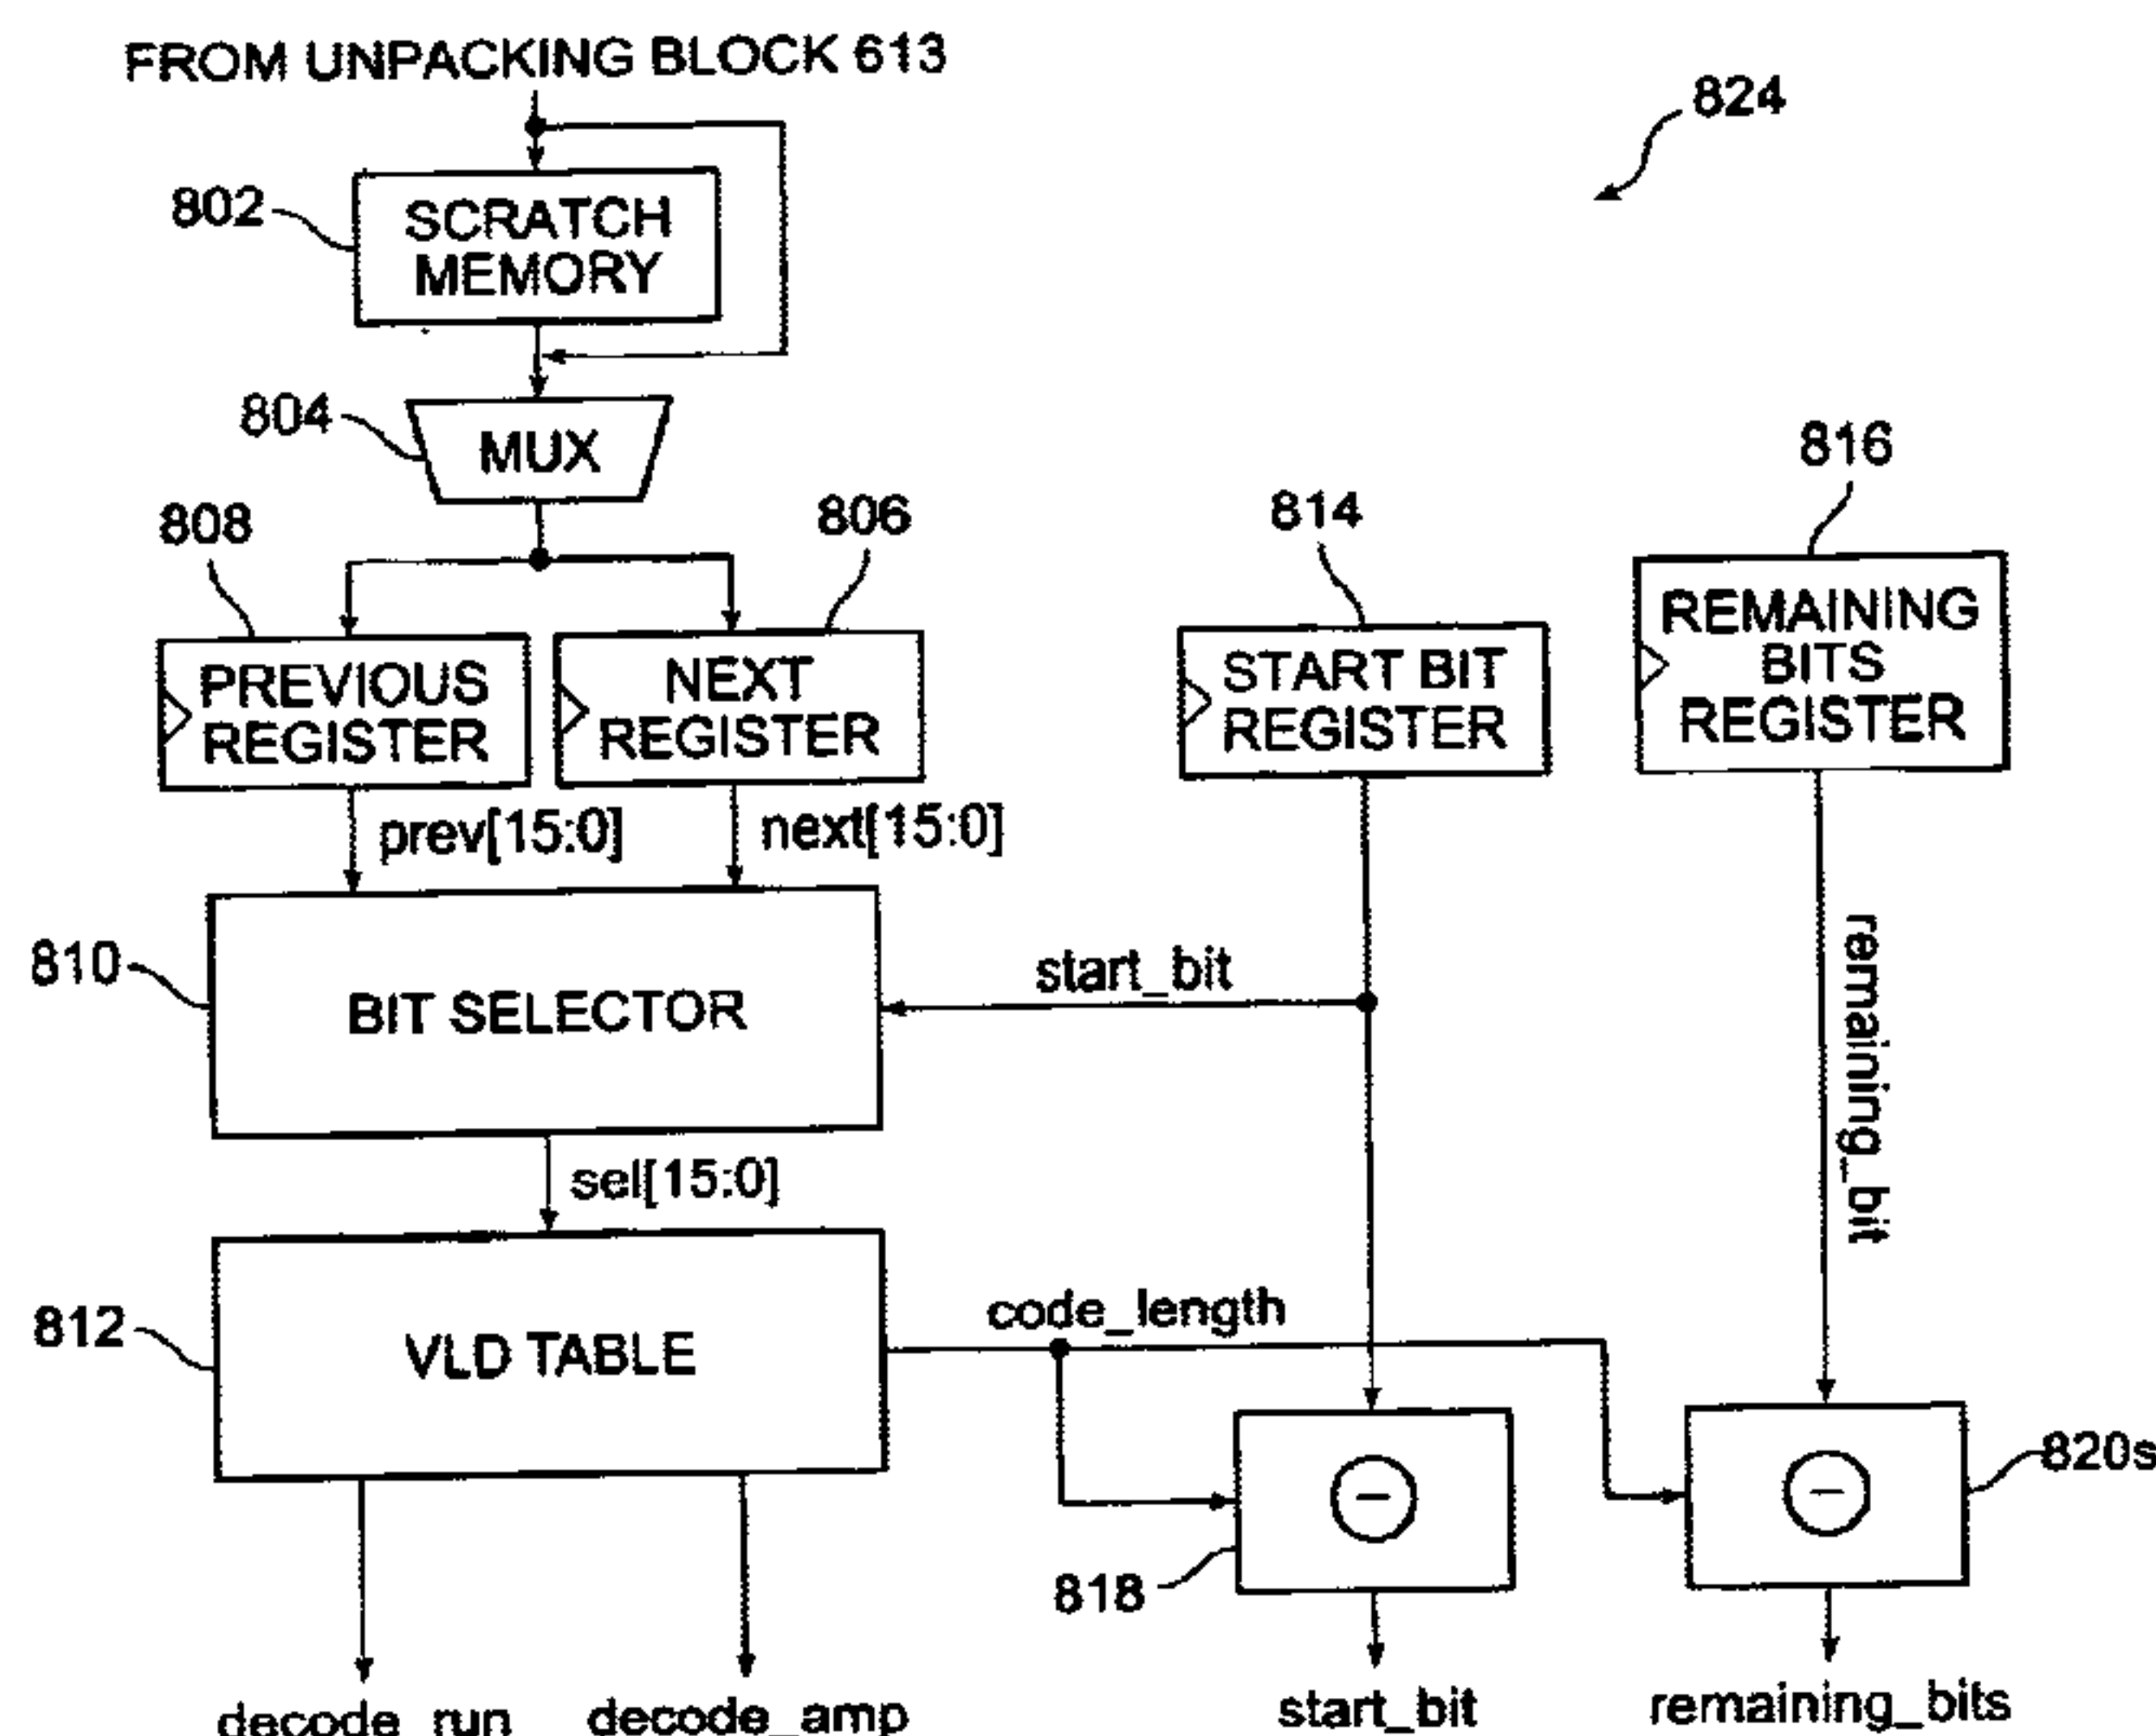 FROM UNPACKING BLOCK 613
824
802
SCRATCH
MEMORY
804
MUX
816
808
806
814
PREVIOUS
REGISTER
NEXT
REGISTER
START BIT
REGISTER
REMAINING
BITS
REGISTER
prev[15:0]
next[15:0]
810
BIT SELECTOR
start_bit
remaining_bit
sel[15:0]
812
VLD TABLE
code_length
−
−
820s
818
decode_run
decode_amp
start_bit
remaining_bits